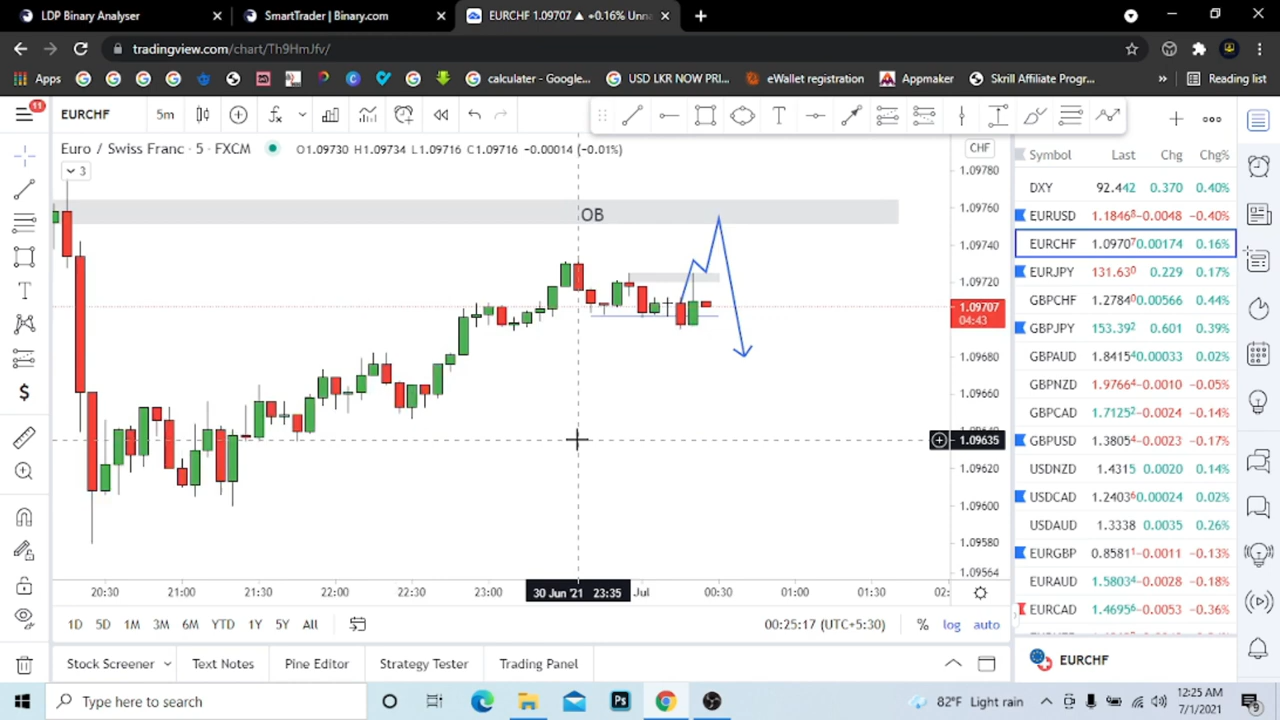 LDP Binary Analyser
SmartTrader | Binary.com
EURCHF 1.09707 ▲ +0.16% Unna
tradingview.com/chart/Th9HmJfv/
Apps
calculater - Google...
USD LKR NOW PRI...
eWallet registration
Appmaker
Skrill Affiliate Progr...
»
Reading list
11
EURCHF
5m
Euro / Swiss Franc · 5 · FXCM
O1.09730 H1.09734 L1.09716 C1.09716 -0.00014 (-0.01%)
CHF
3
OB
1.09780
1.09760
1.09740
1.09720
1.09707
04:43
1.09680
1.09660
1.09635
1.09620
1.09600
1.09580
1.09564
20:30
21:00
21:30
22:00
22:30
23:00
30 Jun '21 23:35
Jul
00:30
01:00
01:30
02:
1D 5D 1M 3M 6M YTD 1Y 5Y All
00:25:17 (UTC+5:30)
% log auto
Stock Screener
Text Notes
Pine Editor
Strategy Tester
Trading Panel
Symbol Last Chg Chg%
DXY 92.442 0.370 0.40%
EURUSD 1.18468 -0.0048 -0.40%
EURCHF 1.09707 0.00174 0.16%
EURJPY 131.630 0.229 0.17%
GBPCHF 1.27840 0.00566 0.44%
GBPJPY 153.392 0.601 0.39%
GBPAUD 1.84154 0.00033 0.02%
GBPNZD 1.97664 -0.0010 -0.05%
GBPCAD 1.71252 -0.0024 -0.14%
GBPUSD 1.38054 -0.0023 -0.17%
USDNZD 1.4315 0.0020 0.14%
USDCAD 1.24036 0.00024 0.02%
USDAUD 1.3338 0.0035 0.26%
EURGBP 0.85811 -0.0011 -0.13%
EURAUD 1.58034 -0.0028 -0.18%
EURCAD 1.46956 -0.0053 -0.36%
EURCHF
Type here to search
Ps
82°F Light rain
12:25 AM
7/1/2021
9